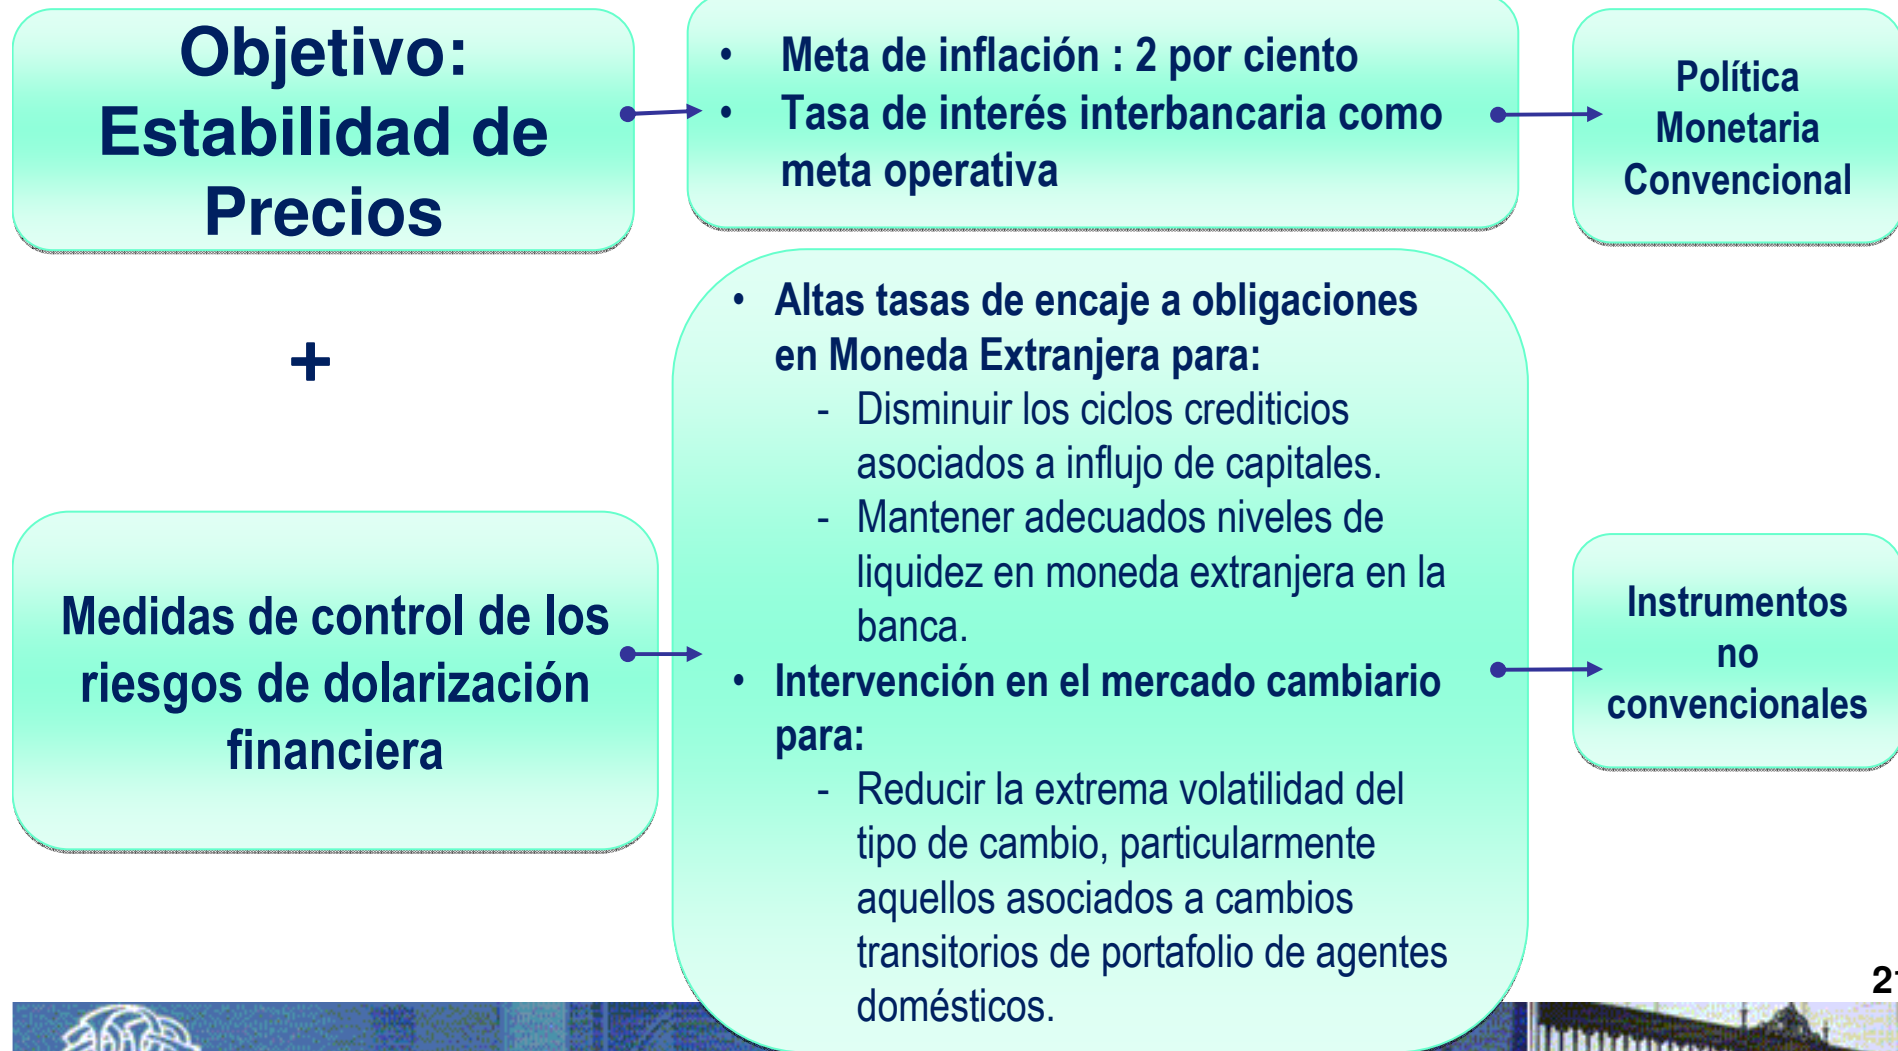 Objetivo:
Estabilidad de
Precios
• Meta de inflación : 2 por ciento
• Tasa de interés interbancaria como
meta operativa
Política
Monetaria
Convencional
+
Medidas de control de los
riesgos de dolarización
financiera
• Altas tasas de encaje a obligaciones
en Moneda Extranjera para:
- Disminuir los ciclos crediticios
asociados a influjo de capitales.
- Mantener adecuados niveles de
liquidez en moneda extranjera en la
banca.
• Intervención en el mercado cambiario
para:
- Reducir la extrema volatilidad del
tipo de cambio, particularmente
aquellos asociados a cambios
transitorios de portafolio de agentes
domésticos.
Instrumentos
no
convencionales